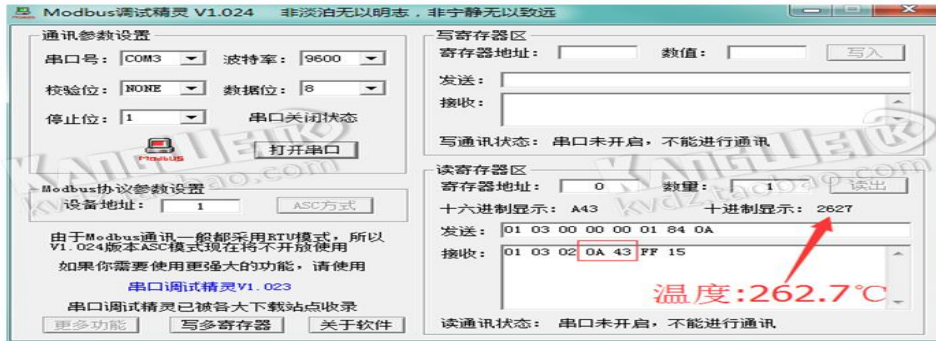 Modbus调试精灵 V1.024 非淡泊无以明志，非宁静无以致远
通讯参数设置
串口号： COM3 波特率： 9600
校验位： NONE 数据位： 8
停止位： 1 串口关闭状态
Modbus 打开串口
Modbus协议参数设置
设备地址： 1 ASC方式
由于Modbus通讯一般都采用RTU模式，所以
V1.024版本ASC模式现在将不开放使用
如果你需要使用更强大的功能，请使用
串口调试精灵V1.023
串口调试精灵已被各大下载站点收录
更多功能 写多寄存器 关于软件
写寄存器区
寄存器地址： 数值： 写入
发送：
接收：
写通讯状态： 串口未开启，不能进行通讯
读寄存器区
寄存器地址： 0 数量： 1 读出
十六进制显示： A43 十进制显示： 2627
发送： 01 03 00 00 00 01 84 0A
接收： 01 03 02 0A 43 FF 15
温度:262.7℃
读通讯状态： 串口未开启，不能进行通讯